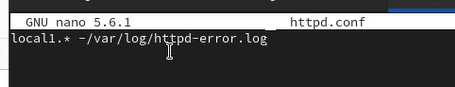 GNU nano 5.6.1 httpd.conf
local1.* -/var/log/httpd-error.log